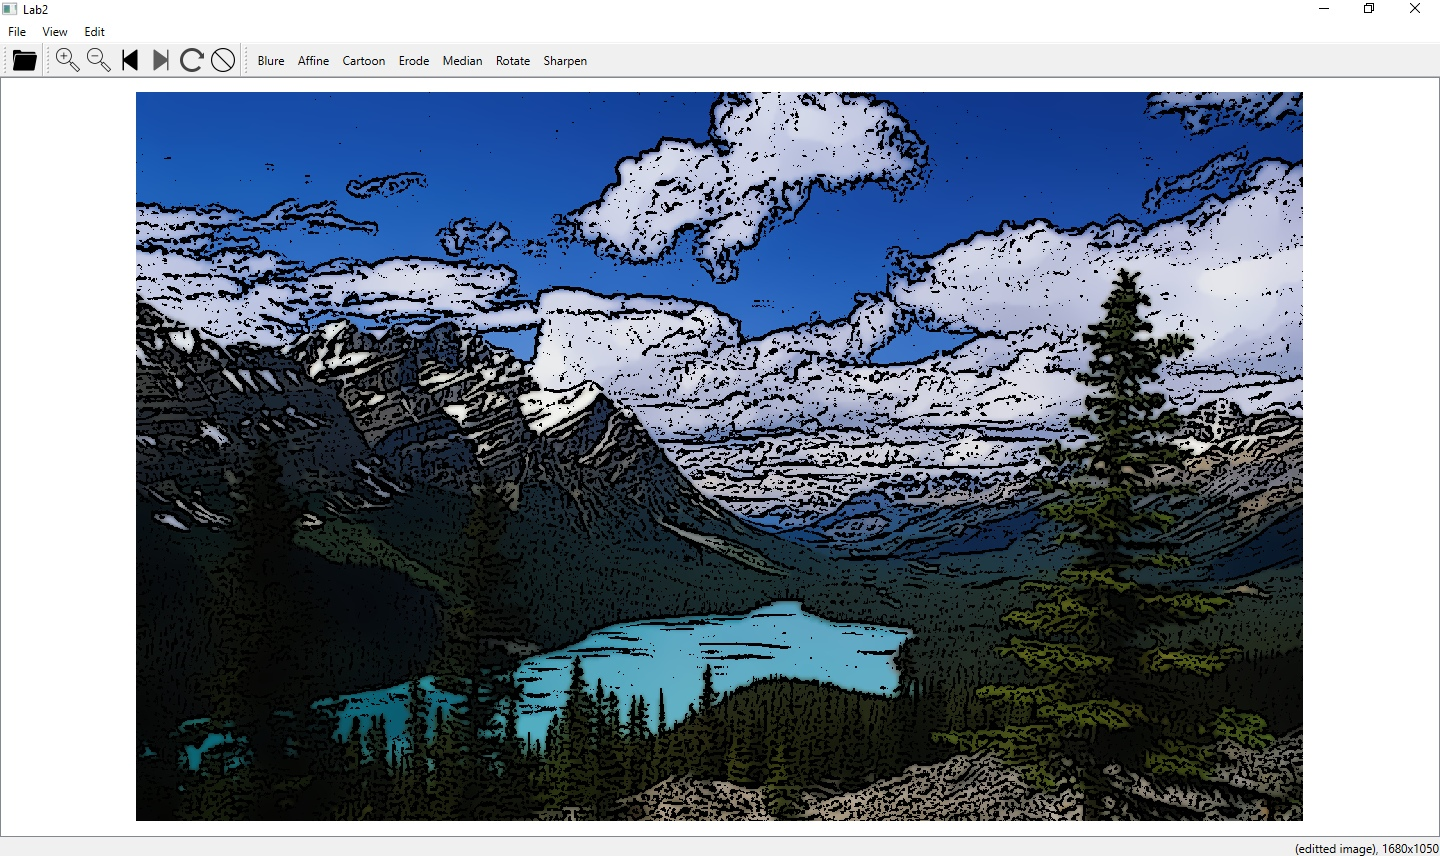 Lab2
File View Edit
Blure Affine Cartoon Erode Median Rotate Sharpen
(editted image), 1680x1050